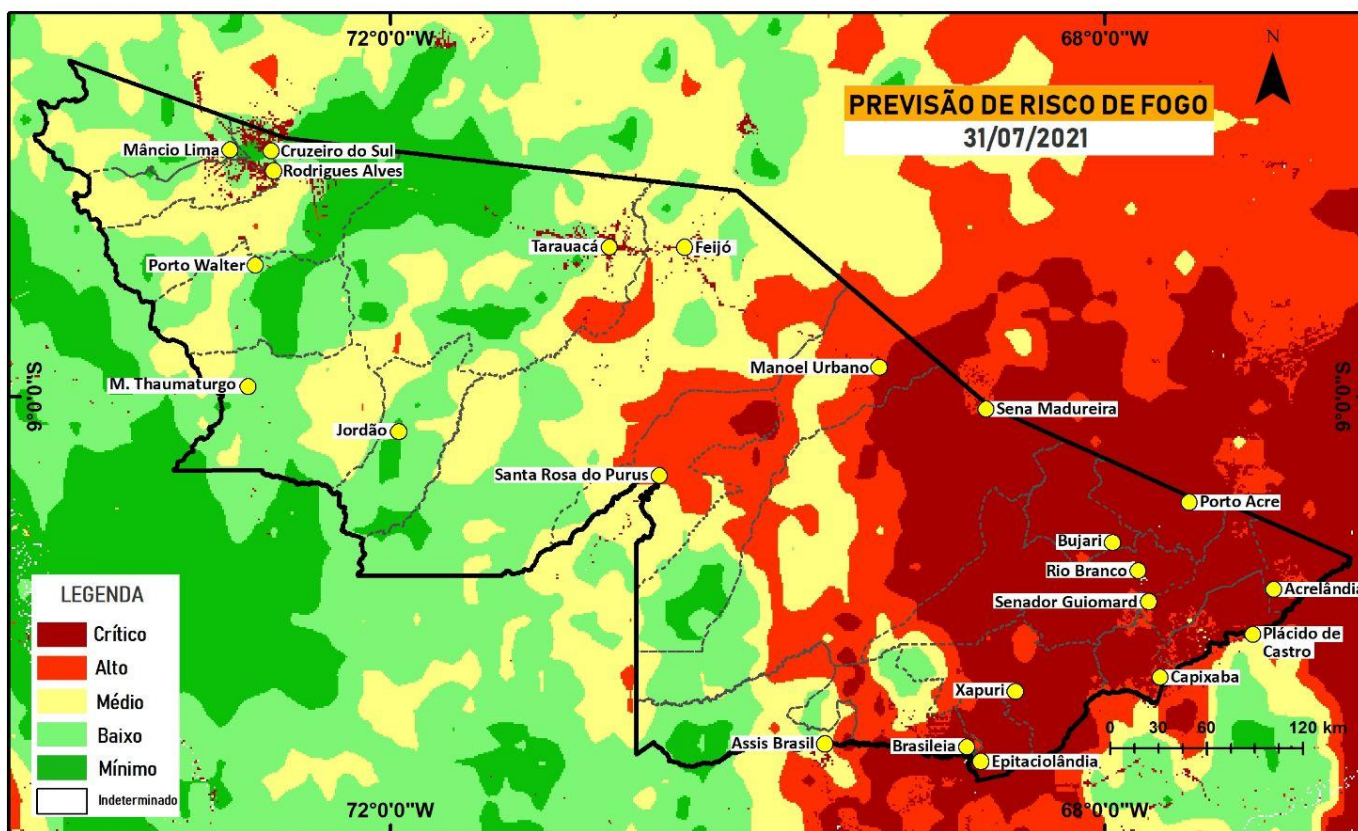 72°0'0"W
68°0'0"W
N
PREVISÃO DE RISCO DE FOGO
31/07/2021
Mâncio Lima
Cruzeiro do Sul
Rodrigues Alves
Tarauacá
Feijó
Porto Walter
Manoel Urbano
M. Thaumaturgo
9°0'0"S
9°0'0"S
Sena Madureira
Jordão
Santa Rosa do Purus
Porto Acre
Bujari
Rio Branco
Senador Guiomard
Acrelândia
Plácido de
Castro
Capixaba
Xapuri
Assis Brasil
Brasileia
Epitaciolândia
0 30 60 120 km
LEGENDA
Crítico
Alto
Médio
Baixo
Mínimo
Indeterminado
72°0'0"W
68°0'0"W